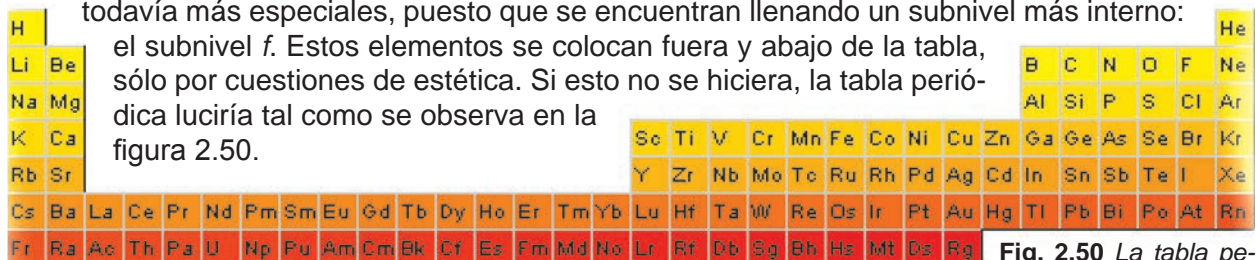 todavía más especiales, puesto que se encuentran llenando un subnivel más interno:
el subnivel f. Estos elementos se colocan fuera y abajo de la tabla,
sólo por cuestiones de estética. Si esto no se hiciera, la tabla perió-
dica luciría tal como se observa en la
figura 2.50.
H He
Li Be B C N O F Ne
Na Mg Al Si P S Cl Ar
K Ca Sc Ti V Cr Mn Fe Co Ni Cu Zn Ga Ge As Se Br Kr
Rb Sr Y Zr Nb Mo Tc Ru Rh Pd Ag Cd In Sn Sb Te I Xe
Cs Ba La Ce Pr Nd Pm Sm Eu Gd Tb Dy Ho Er Tm Yb Lu Hf Ta W Re Os Ir Pt Au Hg Tl Pb Bi Po At Rn
Fr Ra Ac Th Pa U Np Pu Am Cm Bk Cf Es Fm Md No Lr Rf Db Sg Bh Hs Mt Ds Rg
Fig. 2.50 La tabla pe-